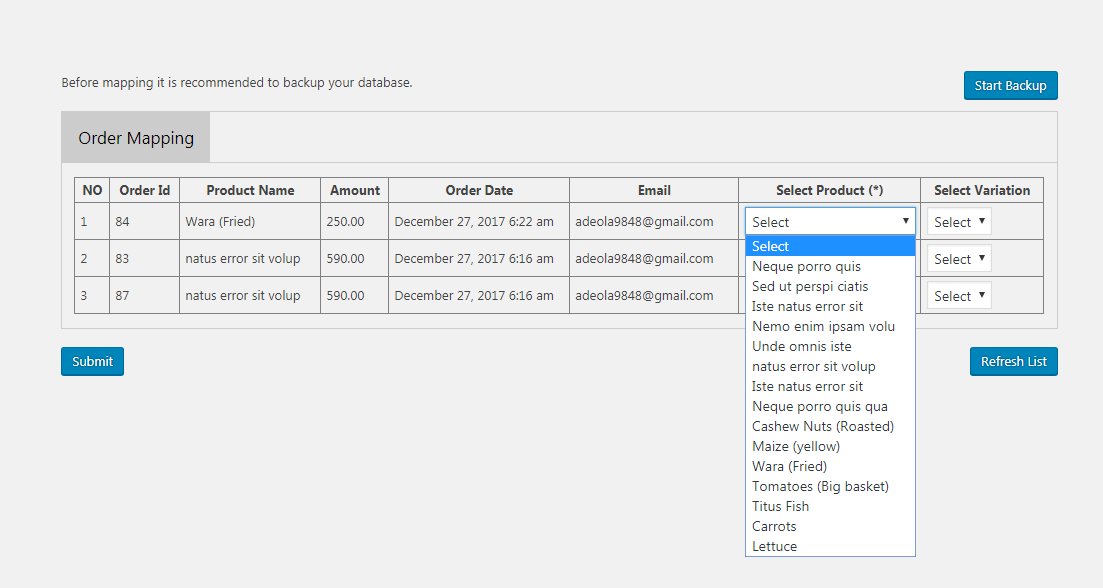 Before mapping it is recommended to backup your database.
Start Backup
Order Mapping
NO Order Id Product Name Amount Order Date Email Select Product (*) Select Variation
1 84 Wara (Fried) 250.00 December 27, 2017 6:22 am adeola9848@gmail.com Select Select
2 83 natus error sit volup 590.00 December 27, 2017 6:16 am adeola9848@gmail.com Select
3 87 natus error sit volup 590.00 December 27, 2017 6:16 am adeola9848@gmail.com Select
Select
Neque porro quis
Sed ut perspi ciatis
Iste natus error sit
Nemo enim ipsam volu
Unde omnis iste
natus error sit volup
Iste natus error sit
Neque porro quis qua
Cashew Nuts (Roasted)
Maize (yellow)
Wara (Fried)
Tomatoes (Big basket)
Titus Fish
Carrots
Lettuce
Submit
Refresh List